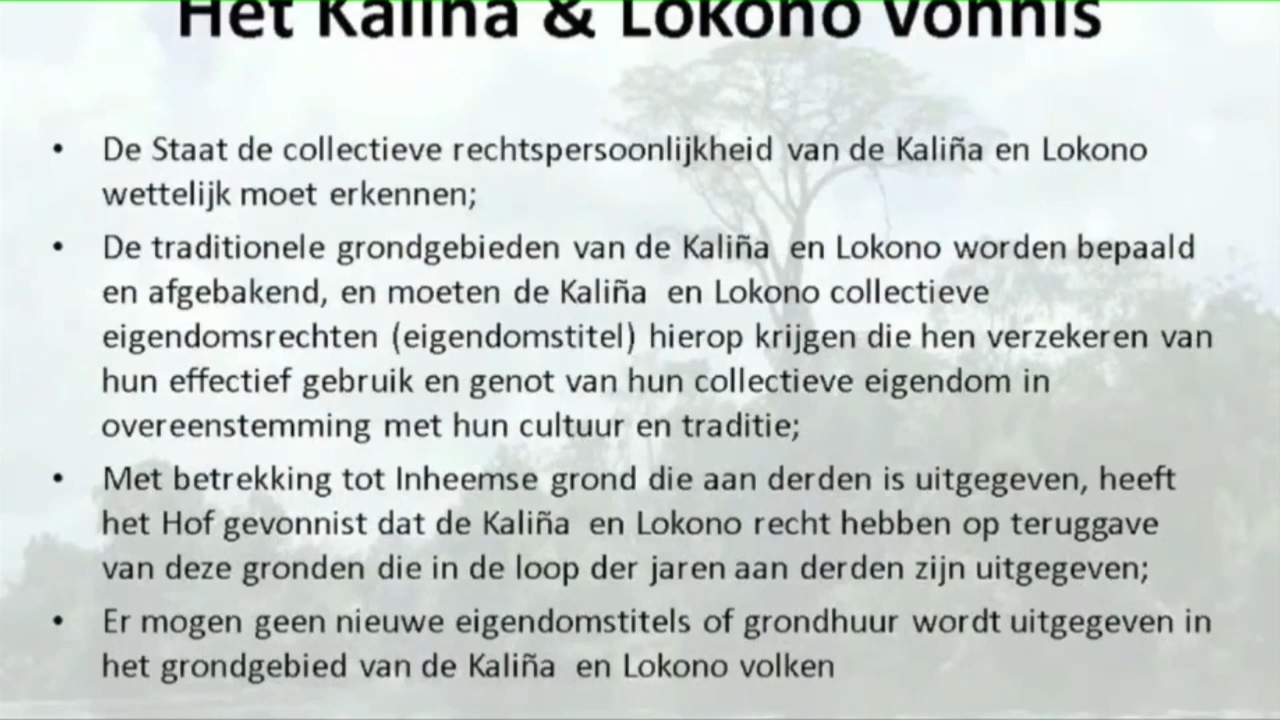 Het Kaliña & Lokono vonnis
• De Staat de collectieve rechtspersoonlijkheid van de Kaliña en Lokono
wettelijk moet erkennen;
• De traditionele grondgebieden van de Kaliña en Lokono worden bepaald
en afgebakend, en moeten de Kaliña en Lokono collectieve
eigendomsrechten (eigendomstitel) hierop krijgen die hen verzekeren van
hun effectief gebruik en genot van hun collectieve eigendom in
overeenstemming met hun cultuur en traditie;
• Met betrekking tot Inheemse grond die aan derden is uitgegeven, heeft
het Hof gevonnist dat de Kaliña en Lokono recht hebben op teruggave
van deze gronden die in de loop der jaren aan derden zijn uitgegeven;
• Er mogen geen nieuwe eigendomstitels of grondhuur wordt uitgegeven in
het grondgebied van de Kaliña en Lokono volken